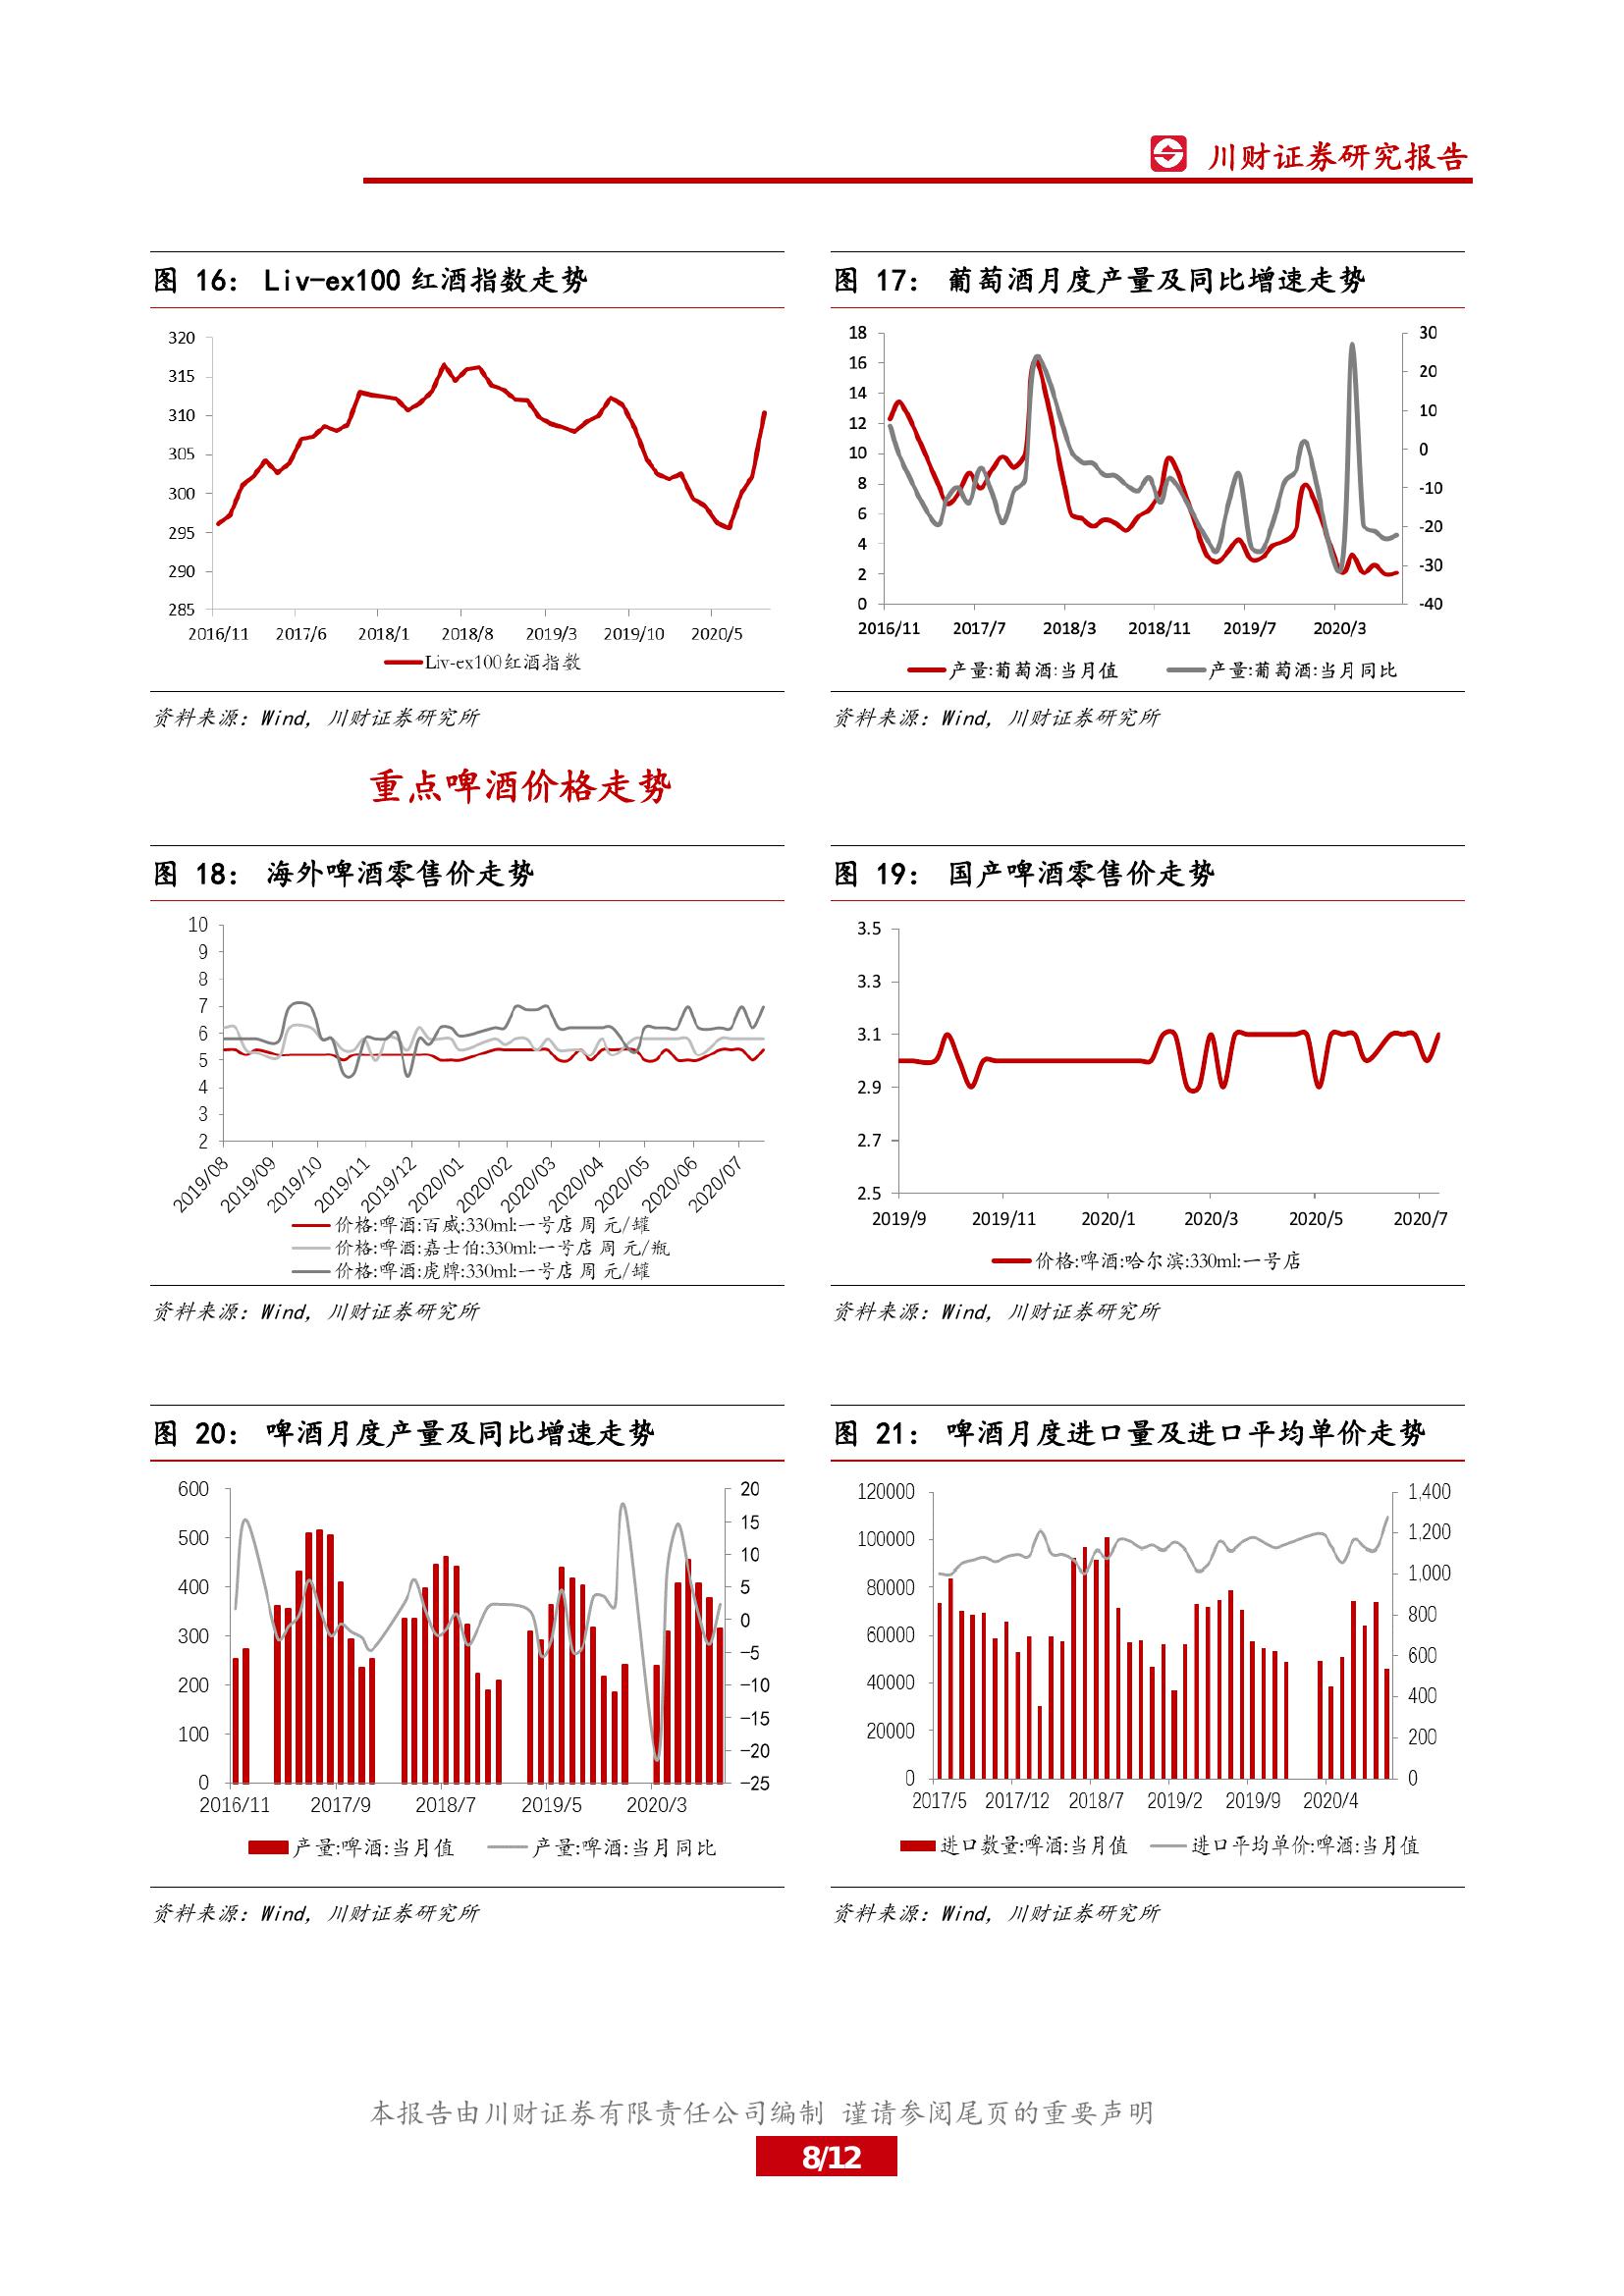 川财证券研究报告
图 16： Liv-ex100 红酒指数走势
320
315
310
305
300
295
290
285
2016/11 2017/6 2018/1 2018/8 2019/3 2019/10 2020/5
Liv-ex100红酒指数
资料来源：Wind，川财证券研究所
图 17： 葡萄酒月度产量及同比增速走势
18
16
14
12
10
8
6
4
2
0
30
20
10
0
-10
-20
-30
-40
2016/11 2017/7 2018/3 2018/11 2019/7 2020/3
产量:葡萄酒:当月值 产量:葡萄酒:当月同比
资料来源：Wind，川财证券研究所
重点啤酒价格走势
图 18： 海外啤酒零售价走势
10
9
8
7
6
5
4
3
2
2019/08 2019/09 2019/10 2019/11 2019/12 2020/01 2020/02 2020/03 2020/04 2020/05 2020/06 2020/07
价格:啤酒:百威:330ml:一号店 周 元/罐
价格:啤酒:嘉士伯:330ml:一号店 周 元/瓶
价格:啤酒:虎牌:330ml:一号店 周 元/罐
资料来源：Wind，川财证券研究所
图 19： 国产啤酒零售价走势
3.5
3.3
3.1
2.9
2.7
2.5
2019/9 2019/11 2020/1 2020/3 2020/5 2020/7
价格:啤酒:哈尔滨:330ml:一号店
资料来源：Wind，川财证券研究所
图 20： 啤酒月度产量及同比增速走势
600
500
400
300
200
100
0
20
15
10
5
0
-5
-10
-15
-20
-25
2016/11 2017/9 2018/7 2019/5 2020/3
产量:啤酒:当月值 产量:啤酒:当月同比
资料来源：Wind，川财证券研究所
图 21： 啤酒月度进口量及进口平均单价走势
120000
100000
80000
60000
40000
20000
0
1,400
1,200
1,000
800
600
400
200
0
2017/5 2017/12 2018/7 2019/2 2019/9 2020/4
进口数量:啤酒:当月值 进口平均单价:啤酒:当月值
资料来源：Wind，川财证券研究所
本报告由川财证券有限责任公司编制 谨请参阅尾页的重要声明
8/12